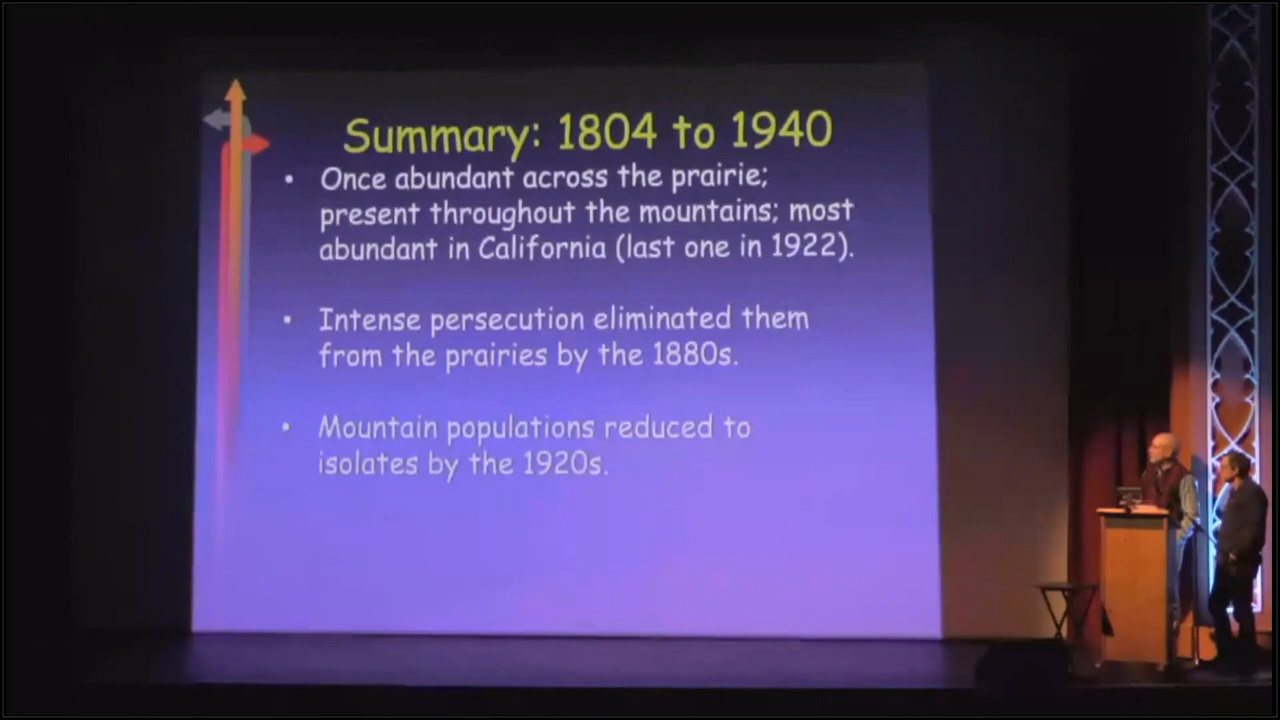 Summary: 1804 to 1940
• Once abundant across the prairie;
present throughout the mountains; most
abundant in California (last one in 1922).
• Intense persecution eliminated them
from the prairies by the 1880s.
• Mountain populations reduced to
isolates by the 1920s.